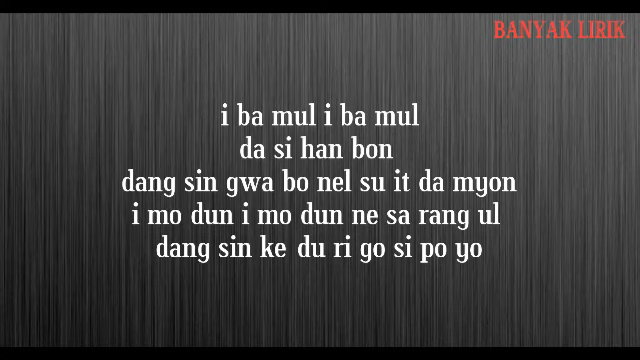 BANYAK LIRIK
i ba mul i ba mul
da si han bon
dang sin gwa bo nel su it da myon
i mo dun i mo dun ne sa rang ul
dang sin ke du ri go si po yo